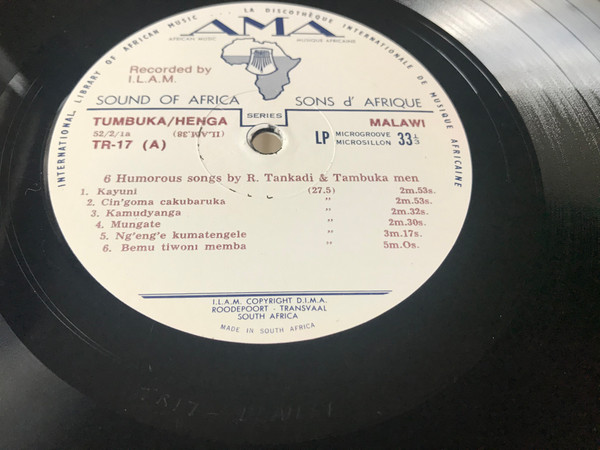 INTERNATIONAL LIBRARY OF AFRICAN MUSIC
LA DISCOTHÈQUE INTERNATIONALE DE MUSIQUE AFRICAINE
AMA
AFRICAN MUSIC MUSIQUE AFRICAINE
Recorded by
I.L.A.M.
SOUND OF AFRICA SERIES SONS d' AFRIQUE
TUMBUKA/HENGA MALAWI
52/2/1a
TR-17 (A) LP MICROGROVE MICROSILLON 33⅓
6 Humorous songs by R. Tankadi & Tambuka men
1. Kayuni (27.5) 2m.53s.
2. Cin'goma cakubaruka " 2m.53s.
3. Kamudyanga " 2m.32s.
4. Mungate " 2m.30s.
5. Ng'eng'e kumatengele " 3m.17s.
6. Bemu tiwoni memba " 5m.Os.
I.L.A.M. COPYRIGHT D.I.M.A.
ROODEPOORT - TRANSVAAL
SOUTH AFRICA
MADE IN SOUTH AFRICA